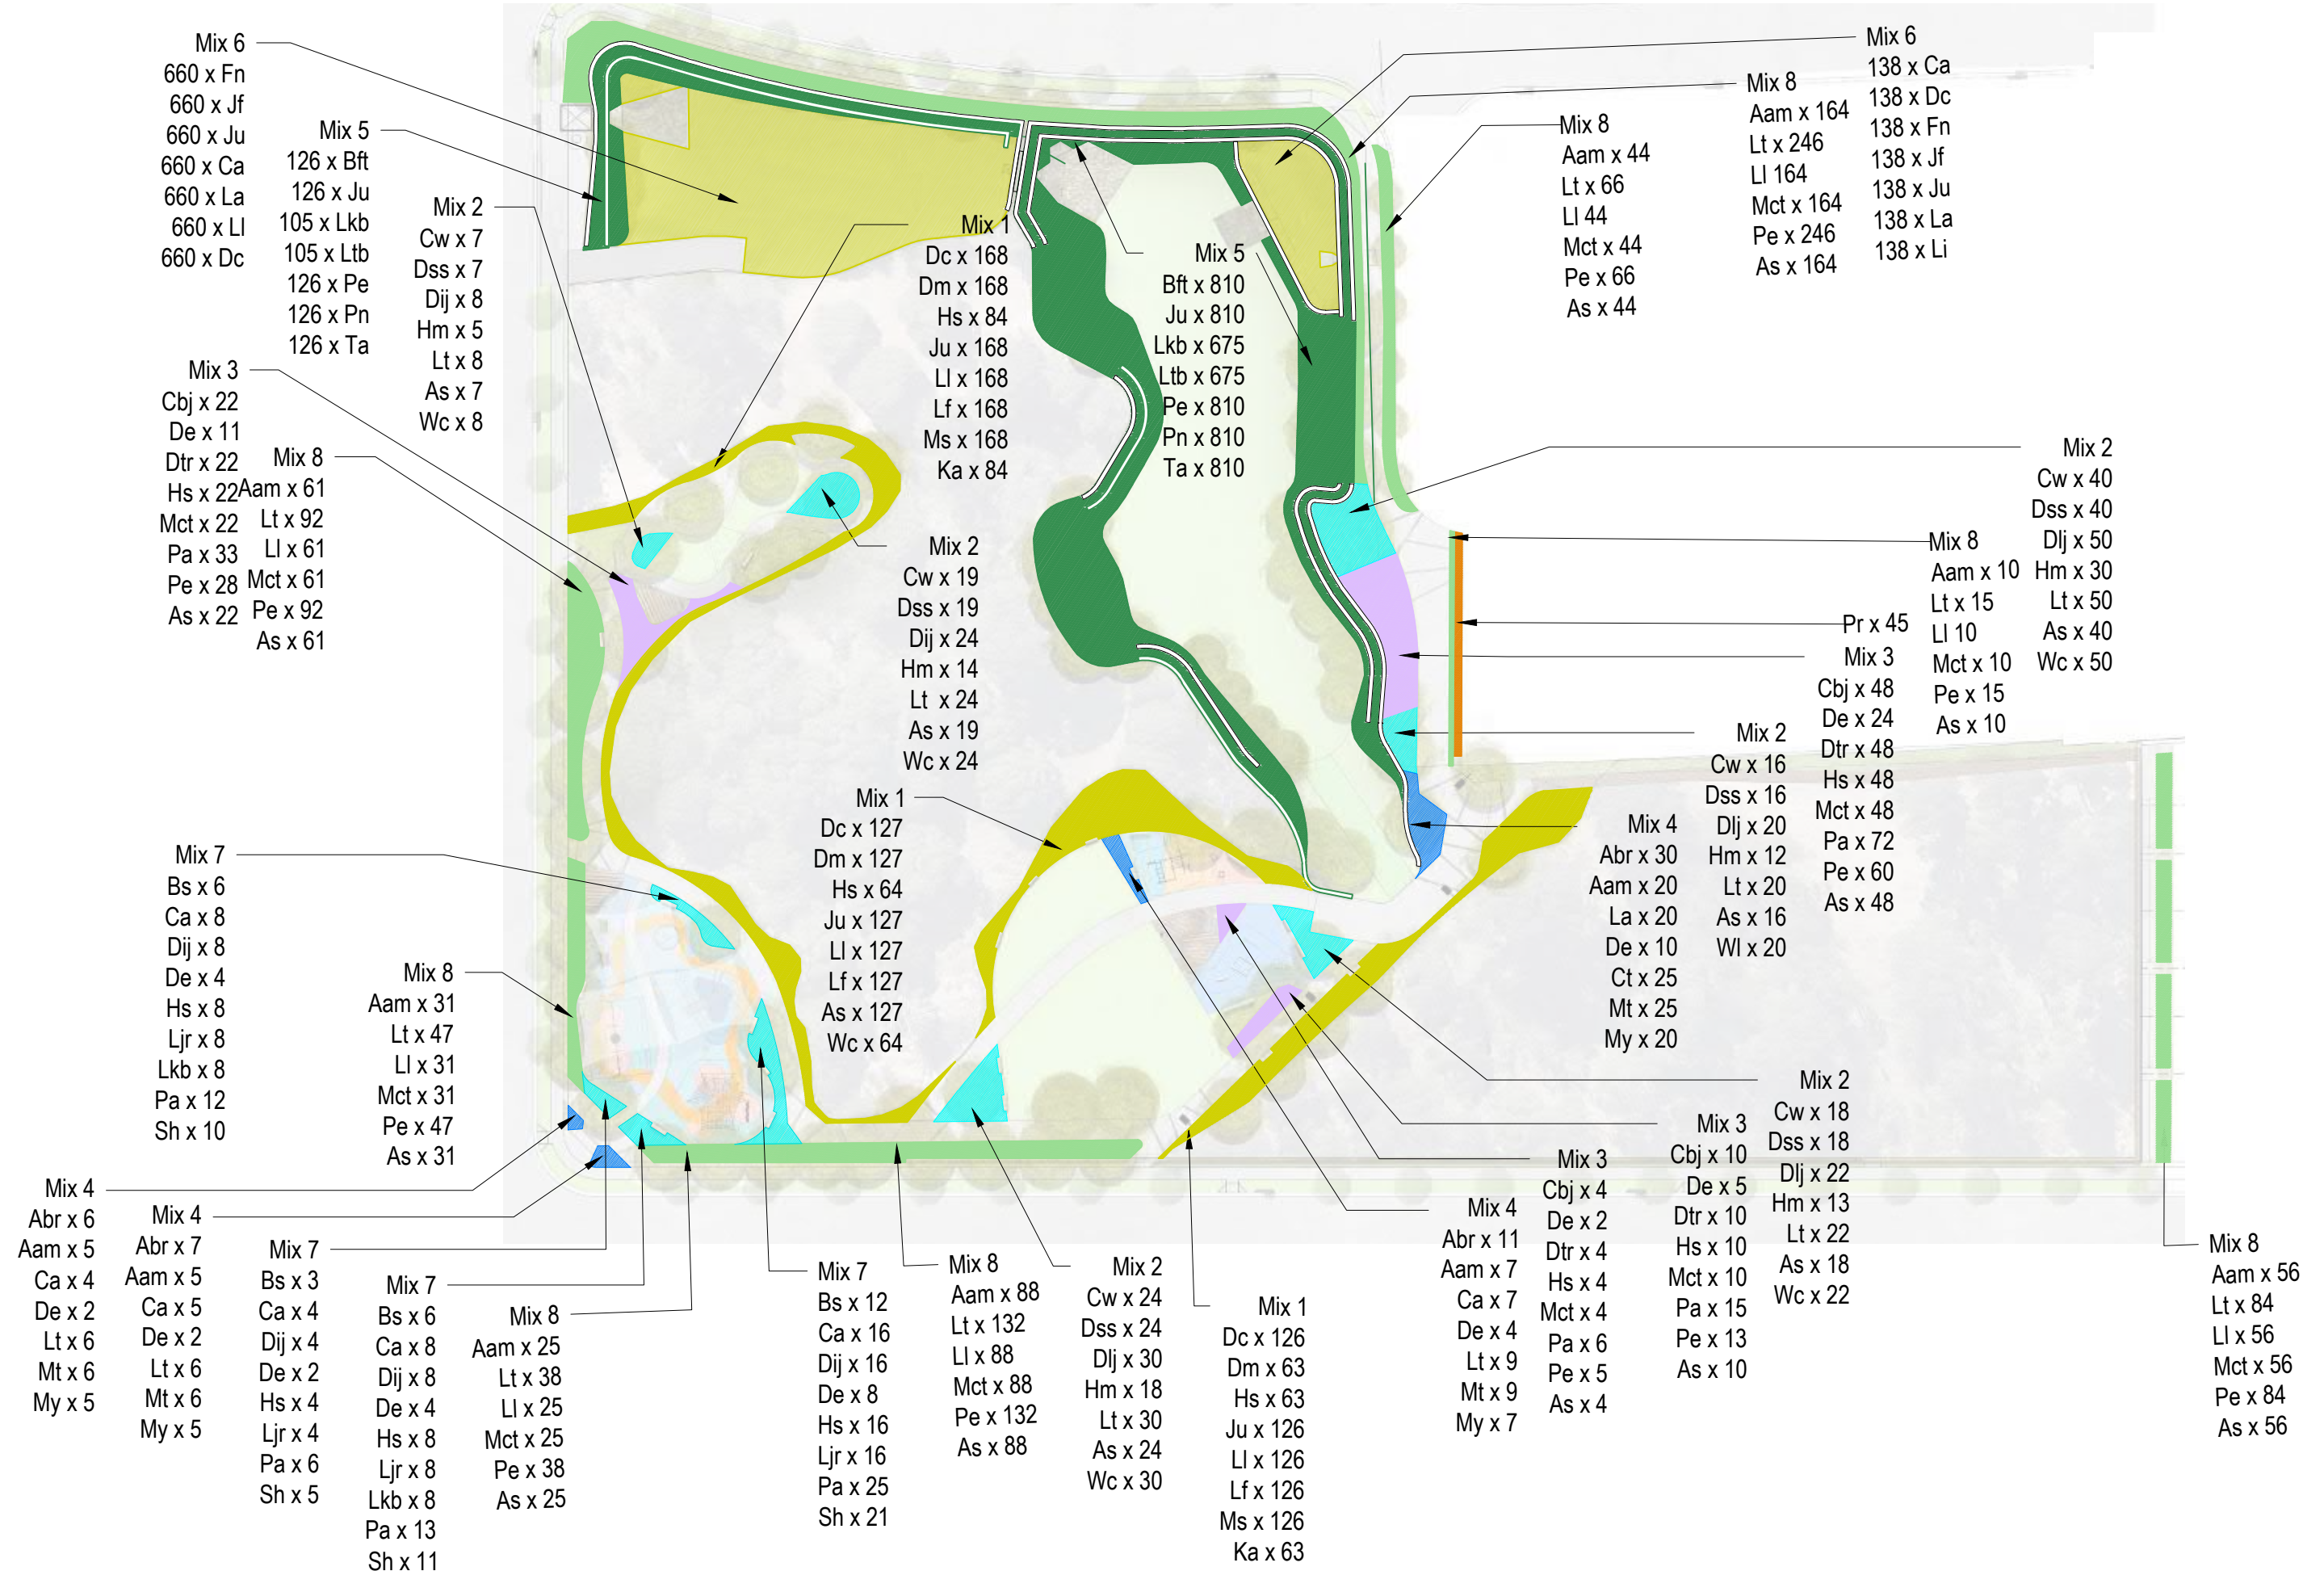 Mix 6
660 x Fn
660 x Jf
660 x Ju
660 x Ca
660 x La
660 x Ll
660 x Dc
Mix 5
126 x Bft
126 x Ju
105 x Lkb
105 x Ltb
126 x Pe
126 x Pn
126 x Ta
Mix 2
Cw x 7
Dss x 7
Dij x 8
Hm x 5
Lt x 8
As x 7
Wc x 8
Mix 1
Dc x 168
Dm x 168
Hs x 84
Ju x 168
Ll x 168
Lf x 168
Ms x 168
Ka x 84
Mix 5
Bft x 810
Ju x 810
Lkb x 675
Ltb x 675
Pe x 810
Pn x 810
Ta x 810
Mix 8
Aam x 44
Lt x 66
Ll 44
Mct x 44
Pe x 66
As x 44
Mix 8
Aam x 164
Lt x 246
Ll 164
Mct x 164
Pe x 246
As x 164
Mix 6
138 x Ca
138 x Dc
138 x Fn
138 x Jf
138 x Ju
138 x La
138 x Li
Mix 3
Cbj x 22
De x 11
Dtr x 22
Hs x 22
Mct x 22
Pa x 33
Pe x 28
As x 22
Mix 8
Aam x 61
Lt x 92
Ll x 61
Mct x 61
Pe x 92
As x 61
Mix 2
Cw x 19
Dss x 19
Dij x 24
Hm x 14
Lt x 24
As x 19
Wc x 24
Mix 2
Cw x 40
Dss x 40
Dlj x 50
Hm x 30
Lt x 50
As x 40
Wc x 50
Mix 8
Aam x 10
Lt x 15
Ll 10
Mct x 10
Pe x 15
As x 10
Pr x 45
Mix 3
Cbj x 48
De x 24
Dtr x 48
Hs x 48
Mct x 48
Pa x 72
Pe x 60
As x 48
Mix 2
Cw x 16
Dss x 16
Dlj x 20
Hm x 12
Lt x 20
As x 16
Wl x 20
Mix 4
Abr x 30
Aam x 20
La x 20
De x 10
Ct x 25
Mt x 25
My x 20
Mix 1
Dc x 127
Dm x 127
Hs x 64
Ju x 127
Ll x 127
Lf x 127
As x 127
Wc x 64
Mix 7
Bs x 6
Ca x 8
Dij x 8
De x 4
Hs x 8
Ljr x 8
Lkb x 8
Pa x 12
Sh x 10
Mix 8
Aam x 31
Lt x 47
Ll x 31
Mct x 31
Pe x 47
As x 31
Mix 4
Abr x 6
Aam x 5
Ca x 4
De x 2
Lt x 6
Mt x 6
My x 5
Mix 4
Abr x 7
Aam x 5
Ca x 5
De x 2
Lt x 6
Mt x 6
My x 5
Mix 7
Bs x 3
Ca x 4
Dij x 4
De x 2
Hs x 4
Ljr x 4
Pa x 6
Sh x 5
Mix 7
Bs x 6
Ca x 8
Dij x 8
De x 4
Hs x 8
Ljr x 8
Lkb x 8
Pa x 13
Sh x 11
Mix 8
Aam x 25
Lt x 38
Ll x 25
Mct x 25
Pe x 38
As x 25
Mix 7
Bs x 12
Ca x 16
Dij x 16
De x 8
Hs x 16
Ljr x 16
Pa x 25
Sh x 21
Mix 8
Aam x 88
Lt x 132
Ll x 88
Mct x 88
Pe x 132
As x 88
Mix 2
Cw x 24
Dss x 24
Dlj x 30
Hm x 18
Lt x 30
As x 24
Wc x 30
Mix 1
Dc x 126
Dm x 63
Hs x 63
Ju x 126
Ll x 126
Lf x 126
Ms x 126
Ka x 63
Mix 4
Abr x 11
Aam x 7
Ca x 7
De x 4
Lt x 9
Mt x 9
My x 7
Mix 3
Cbj x 4
De x 2
Dtr x 4
Hs x 4
Mct x 4
Pa x 6
Pe x 5
As x 4
Mix 3
Cbj x 10
De x 5
Dtr x 10
Hs x 10
Mct x 10
Pa x 15
Pe x 13
As x 10
Mix 2
Cw x 18
Dss x 18
Dlj x 22
Hm x 13
Lt x 22
As x 18
Wc x 22
Mix 8
Aam x 56
Lt x 84
Ll x 56
Mct x 56
Pe x 84
As x 56